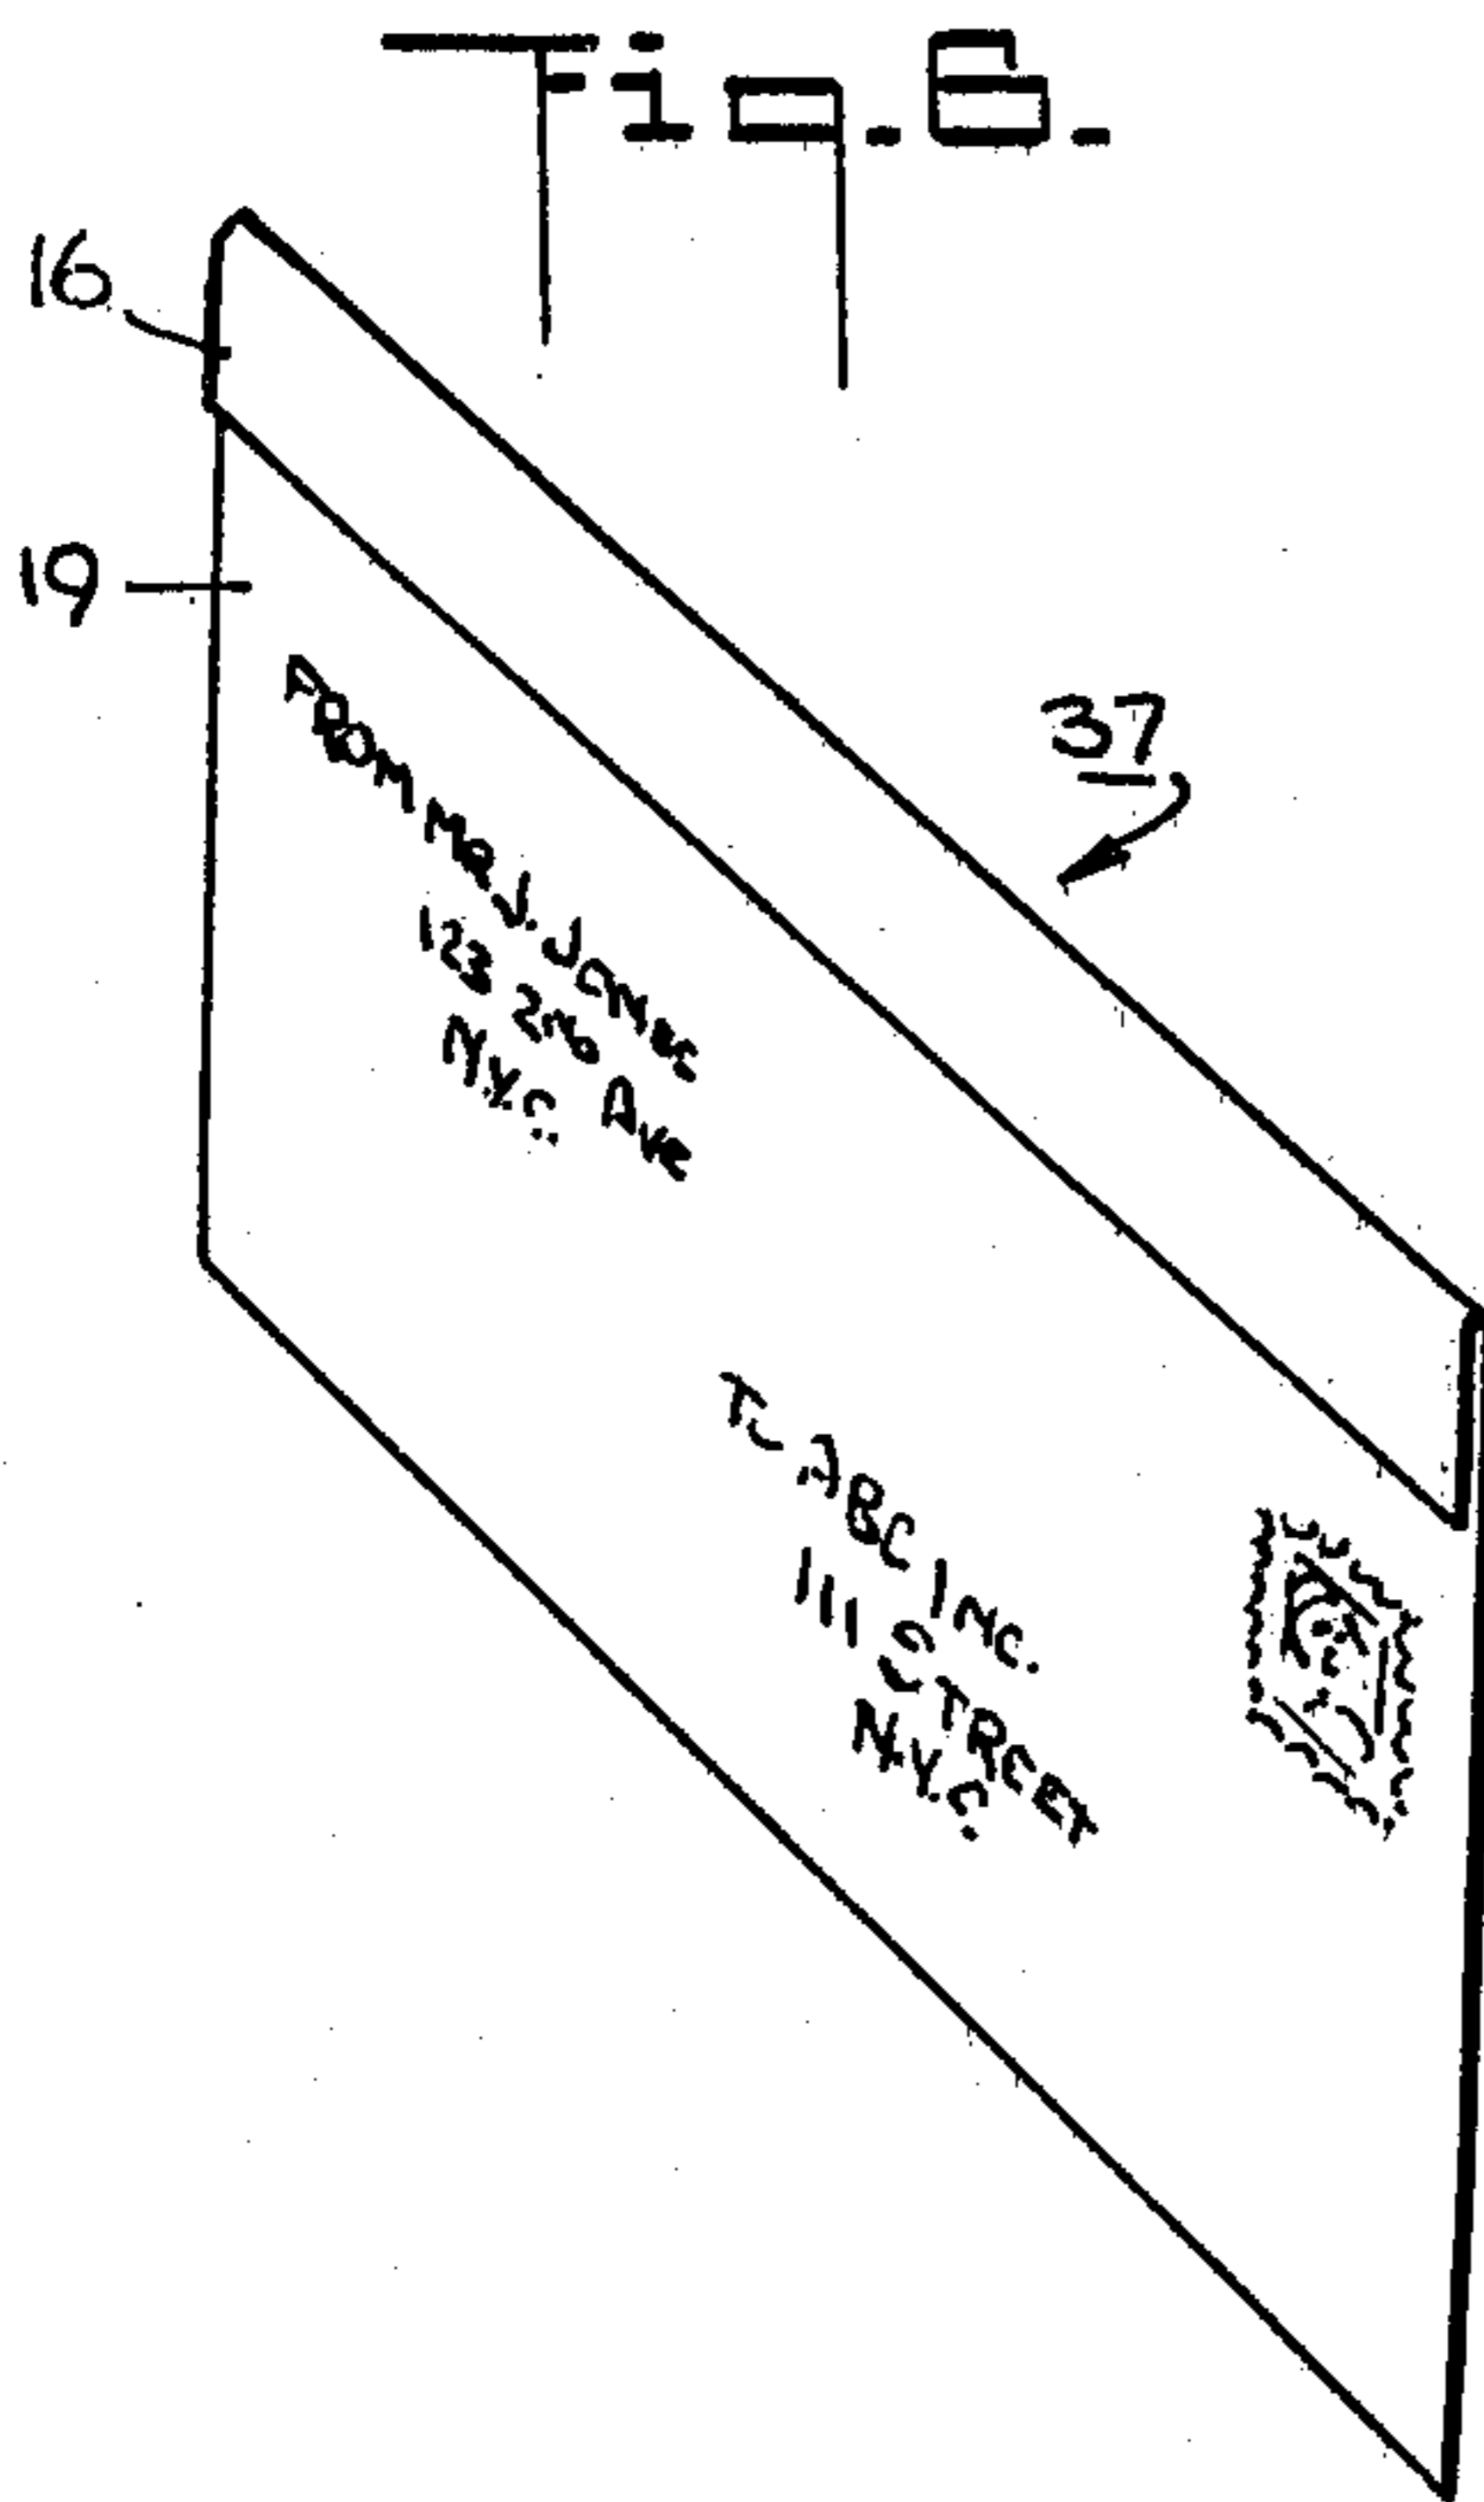 Fig. 6.
16
19
37
FROM MR. J. JONES
123 2ND AVE
N.Y.C.
TO ABC INC.
111 STREET
N.Y.C.